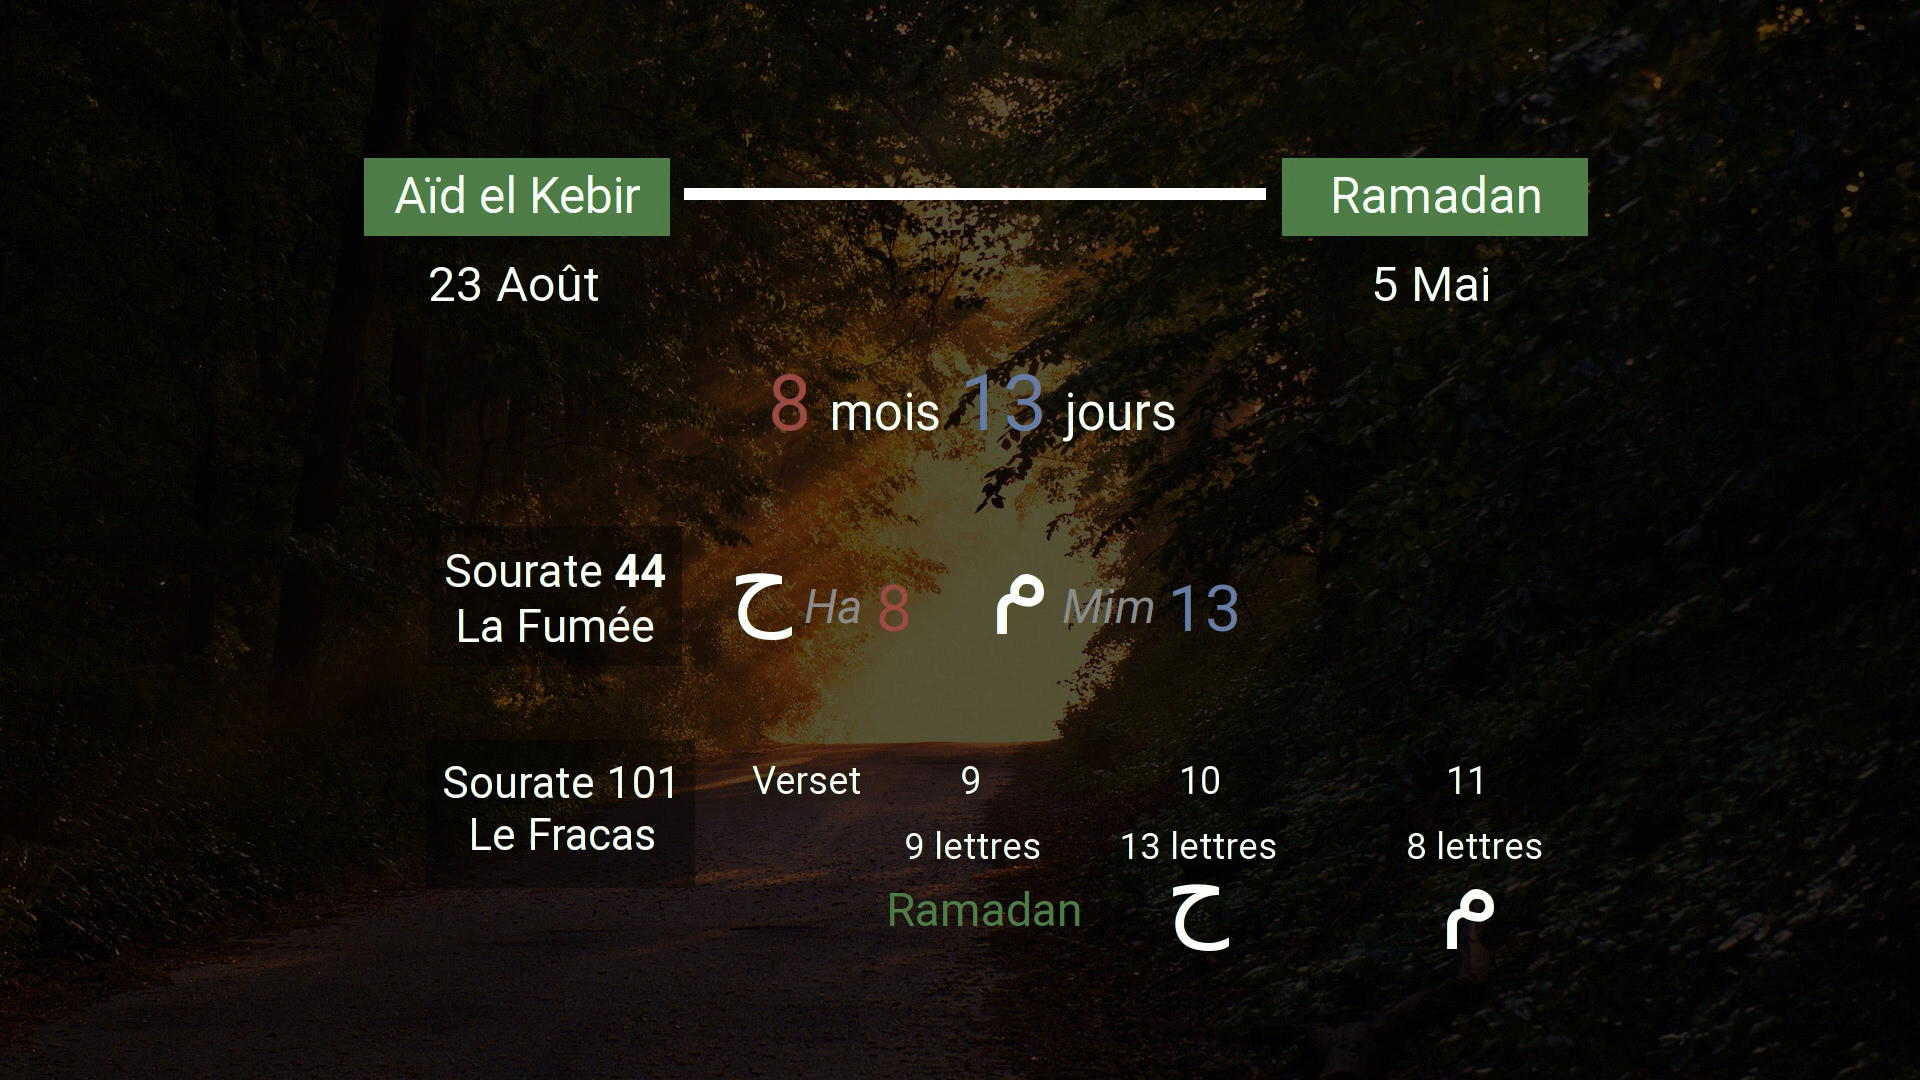 Aïd el Kebir Ramadan
23 Août 5 Mai
8 mois 13 jours
Sourate 44
La Fumée
ح Ha 8 م Mim 13
Sourate 101
Le Fracas
Verset 9 10 11
9 lettres 13 lettres 8 lettres
Ramadan ح م